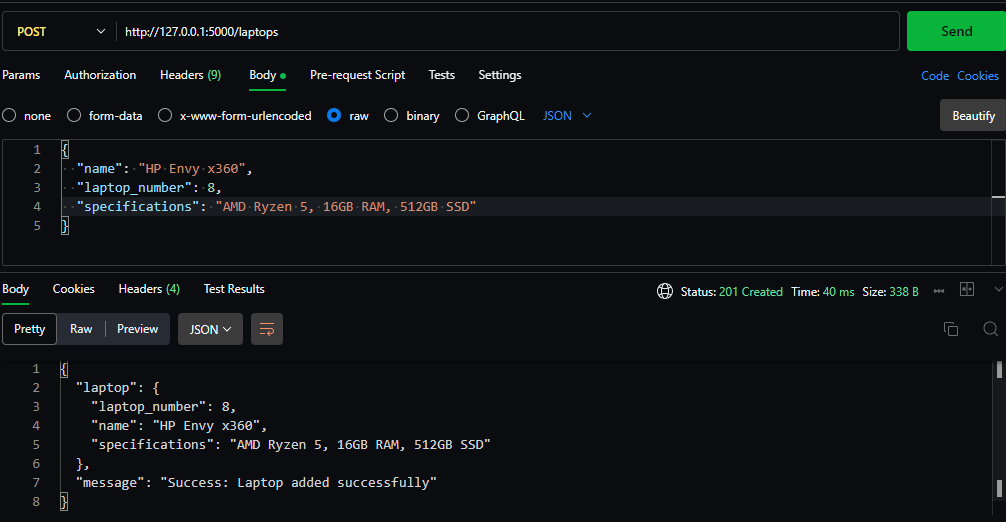 POST http://127.0.0.1:5000/laptops Send
Params Authorization Headers (9) Body Pre-request Script Tests Settings Code Cookies
none form-data x-www-form-urlencoded raw binary GraphQL JSON Beautify
1 {
2 "name": "HP Envy x360",
3 "laptop_number": 8,
4 "specifications": "AMD Ryzen 5, 16GB RAM, 512GB SSD"
5 }
Body Cookies Headers (4) Test Results Status: 201 Created Time: 40 ms Size: 338 B
Pretty Raw Preview JSON
1 {
2 "laptop": {
3 "laptop_number": 8,
4 "name": "HP Envy x360",
5 "specifications": "AMD Ryzen 5, 16GB RAM, 512GB SSD"
6 },
7 "message": "Success: Laptop added successfully"
8 }